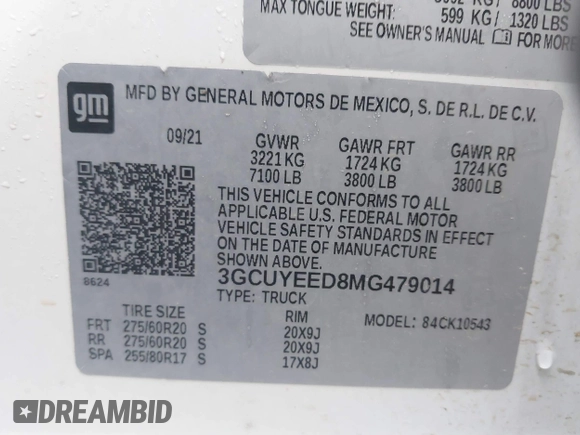 KG / 8800 LBS
MAX TONGUE WEIGHT: 599 KG / 1320 LBS
SEE OWNER'S MANUAL FOR MORE
gm
MFD BY GENERAL MOTORS DE MEXICO, S. DE R.L. DE C.V.
09/21 GVWR GAWR FRT GAWR RR
3221 KG 1724 KG 1724 KG
7100 LB 3800 LB 3800 LB
THIS VEHICLE CONFORMS TO ALL
APPLICABLE U.S. FEDERAL MOTOR
VEHICLE SAFETY STANDARDS IN EFFECT
ON THE DATE OF MANUFACTURE
SHOWN ABOVE.
8624
3GCUYEED8MG479014
TYPE: TRUCK
TIRE SIZE RIM MODEL: 84CK10543
FRT 275/60R20 S 20X9J
RR 275/60R20 S 20X9J
SPA 255/80R17 S 17X8J
DREAMBID